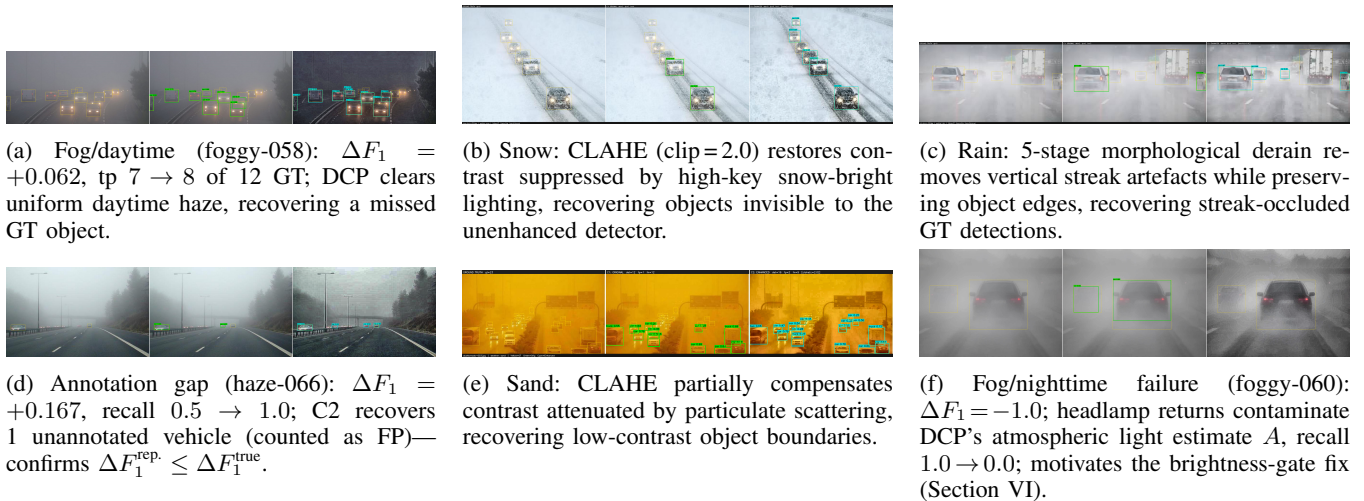 (a) Fog/daytime (foggy-058): ΔF₁ =
+0.062, tp 7 → 8 of 12 GT; DCP clears
uniform daytime haze, recovering a missed
GT object.
(b) Snow: CLAHE (clip = 2.0) restores con-
trast suppressed by high-key snow-bright
lighting, recovering objects invisible to the
unenhanced detector.
(c) Rain: 5-stage morphological derain re-
moves vertical streak artefacts while preserv-
ing object edges, recovering streak-occluded
GT detections.
(d) Annotation gap (haze-066): ΔF₁ =
+0.167, recall 0.5 → 1.0; C2 recovers
1 unannotated vehicle (counted as FP)—
confirms ΔF₁^rep. ≤ ΔF₁^true.
(e) Sand: CLAHE partially compensates
contrast attenuated by particulate scattering,
recovering low-contrast object boundaries.
(f) Fog/nighttime failure (foggy-060):
ΔF₁ = −1.0; headlamp returns contaminate
DCP's atmospheric light estimate A, recall
1.0 → 0.0; motivates the brightness-gate fix
(Section VI).